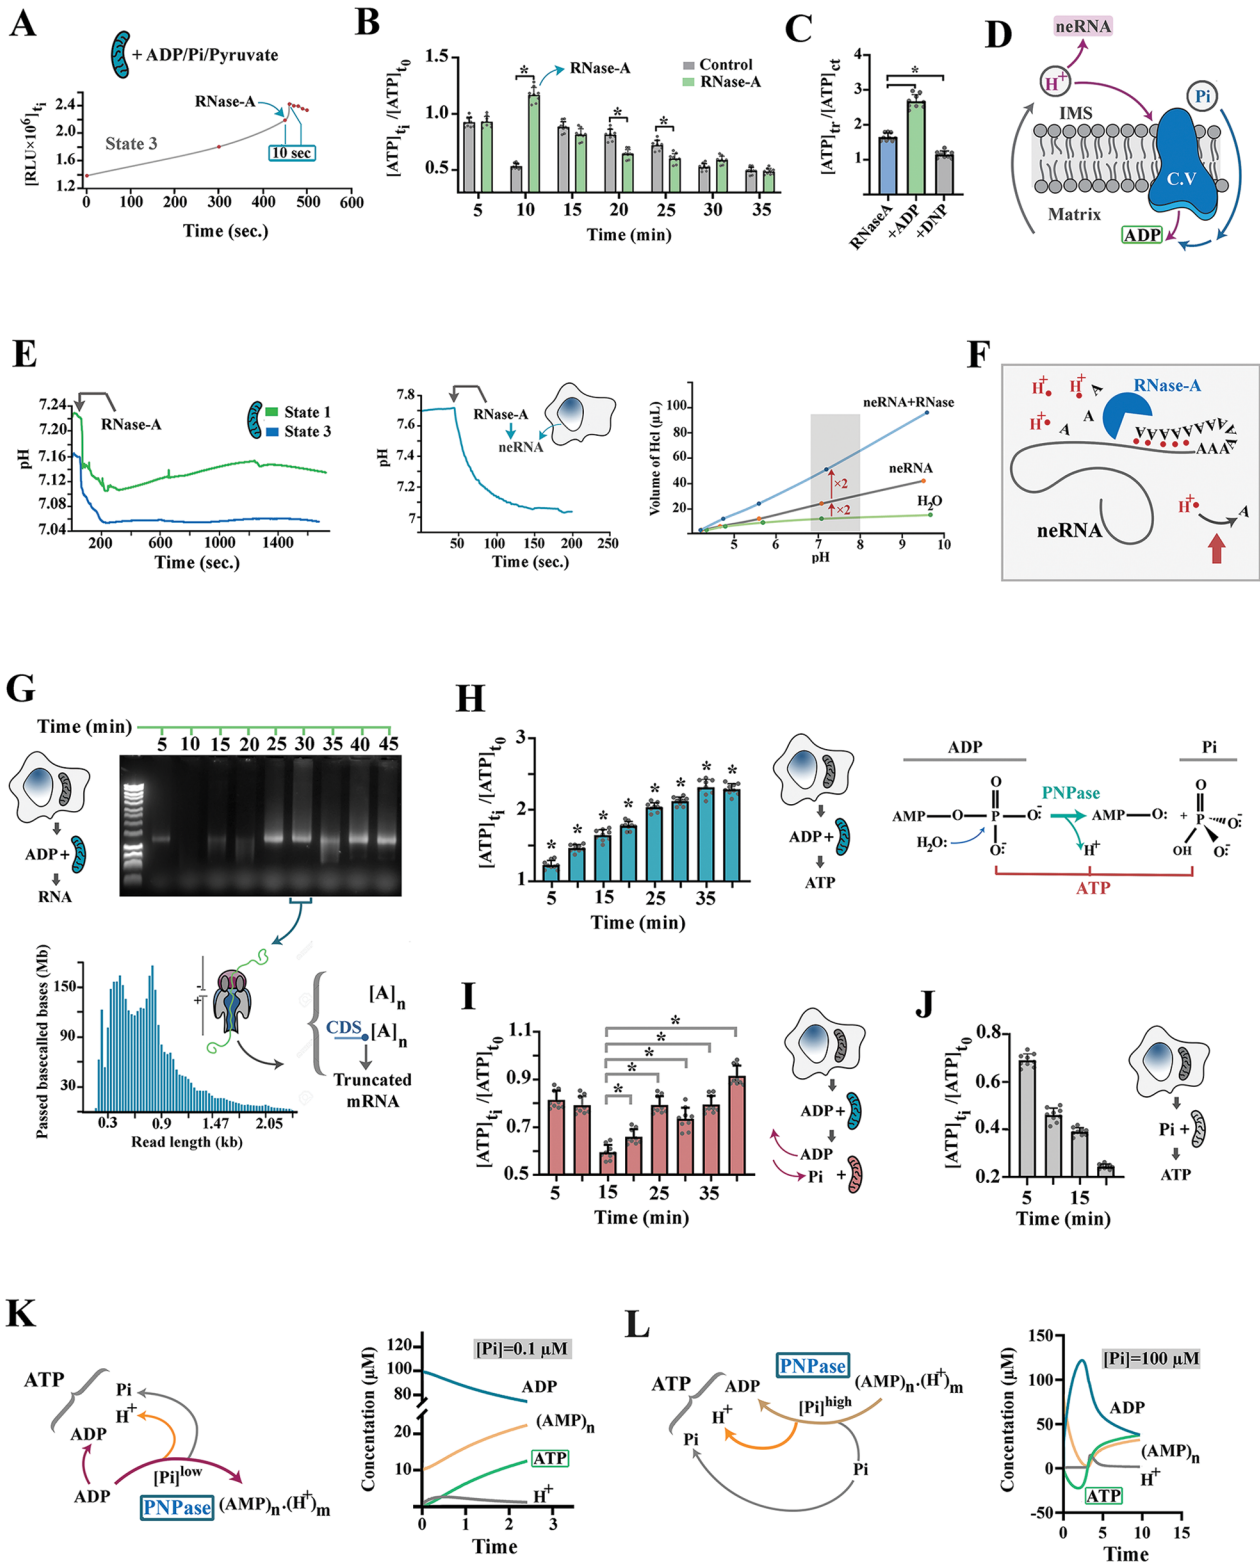 A
+ ADP/Pi/Pyruvate
[RLU×10⁶]ti
2.4
2.0
1.6
1.2
RNase-A
State 3
10 sec
0 100 200 300 400 500 600
Time (sec.)
B
[ATP]ti /[ATP]t0
1.5
1.0
0.5
* RNase-A
* *
Control
RNase-A
5 10 15 20 25 30 35
Time (min)
C
[ATP]tr /[ATP]ct
4
3
2
1
*
RNaseA
+ADP
+DNP
D
neRNA
H+
Pi
IMS
C.V
Matrix
ADP
E
pH
7.24
7.20
7.16
7.12
7.08
7.04
RNase-A
State 1
State 3
200 600 1000 1400
Time (sec.)
pH
7.8
7.6
7.4
7.2
7
RNase-A
neRNA
50 100 150 200 250
Time (sec.)
Volume of Hcl (µL)
100
80
60
40
20
neRNA+RNase
neRNA
H2O
×2
×2
5 6 7 8 9 10
pH
F
H+ H+ A
H+ A A
RNase-A
AAAAAAAA
AAA
neRNA
H+ A
G
Time (min)
5 10 15 20 25 30 35 40 45
ADP +
RNA
Passed basecalled bases (Mb)
150
90
30
-
+
0.3 0.9 1.47 2.05
Read length (kb)
[A]n
CDS [A]n
Truncated
mRNA
H
[ATP]ti /[ATP]t0
3
2
1
* * * * * * * *
5 15 25 35
Time (min)
ADP +
ATP
ADP Pi
O O
PNPase
AMP—O—P—O:- AMP—O: + P O:-
H2O: O:- H+ OH O:-
ATP
I
[ATP]ti /[ATP]t0
1.1
0.9
0.7
0.5
*
*
*
*
*
5 15 25 35
Time (min)
ADP +
ADP
Pi +
J
[ATP]ti /[ATP]t0
0.8
0.6
0.4
0.2
5 15
Time (min)
Pi +
ATP
K
ATP
Pi
H+
ADP
[Pi]low
ADP
PNPase (AMP)n.(H+)m
Concentation (µM)
120
100
80
20
10
[Pi]=0.1 µM
ADP
(AMP)n
ATP
H+
0 1 2 3
Time
L
PNPase
ATP
ADP
(AMP)n.(H+)m
[Pi]high
H+
Pi
Pi
Concentation (µM)
150
100
50
0
-50
[Pi]=100 µM
ADP
(AMP)n
H+
ATP
0 5 10 15
Time